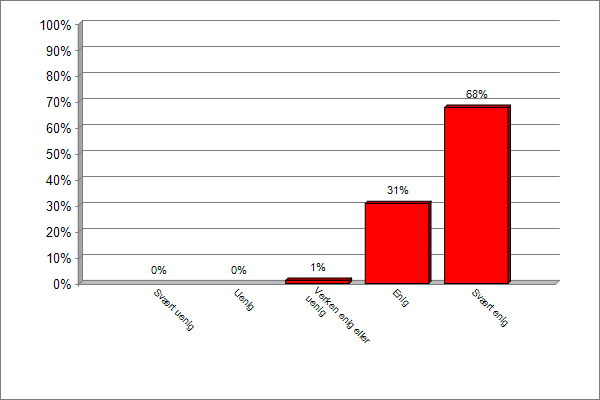 100%
90%
80%
70%
60%
50%
40%
30%
20%
10%
0%
0%
0%
1%
31%
68%
Svært uenig
Uenig
Verken enig eller
uenig
Enig
Svært enig